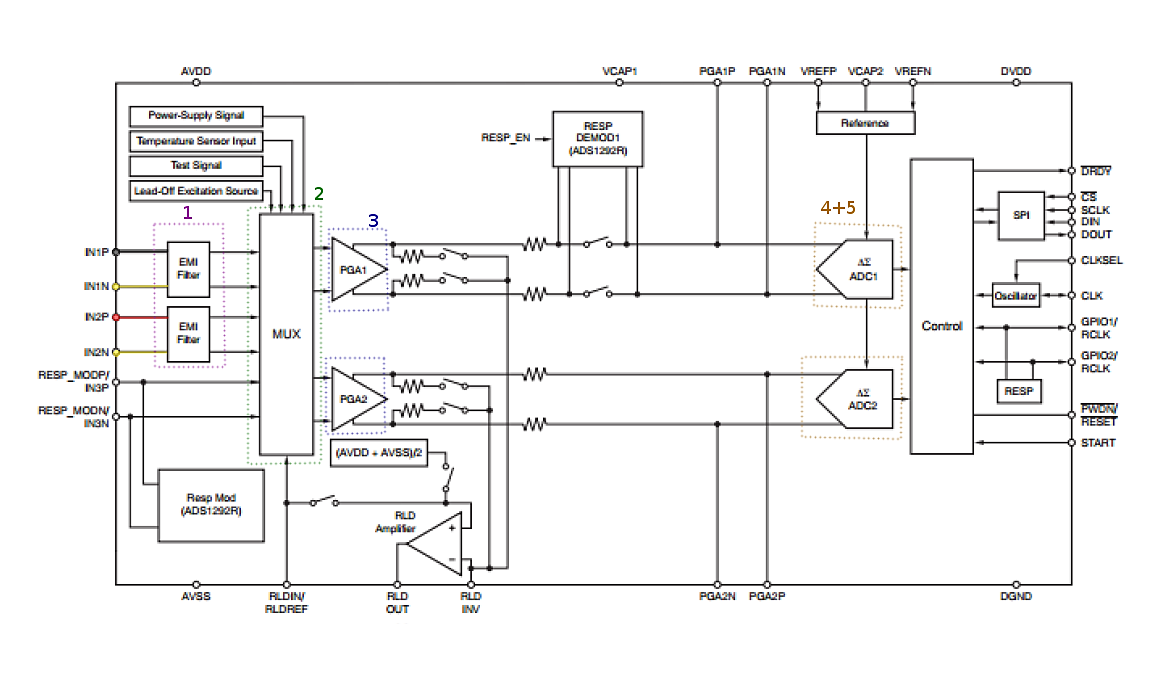 AVDD
VCAP1
PGA1P
PGA1N
VREFP
VCAP2
VREFN
DVDD
Power-Supply Signal
Temperature Sensor Input
Test Signal
Lead-Off Excitation Source
RESP_EN
RESP
DEMOD1
(ADS1292R)
Reference
1
2
3
4+5
IN1P
IN1N
IN2P
IN2N
RESP_MODP/
IN3P
RESP_MODN/
IN3N
EMI
Filter
EMI
Filter
MUX
PGA1
PGA2
ΔΣ
ADC1
ΔΣ
ADC2
Control
SPI
Oscillator
RESP
DRDY
CS
SCLK
DIN
DOUT
CLKSEL
CLK
GPIO1/
RCLK
GPIO2/
RCLK
PWDN/
RESET
START
(AVDD + AVSS)/2
Resp Mod
(ADS1292R)
RLD
Amplifier
+
−
AVSS
RLDIN/
RLDREF
RLD
OUT
RLD
INV
PGA2N
PGA2P
DGND